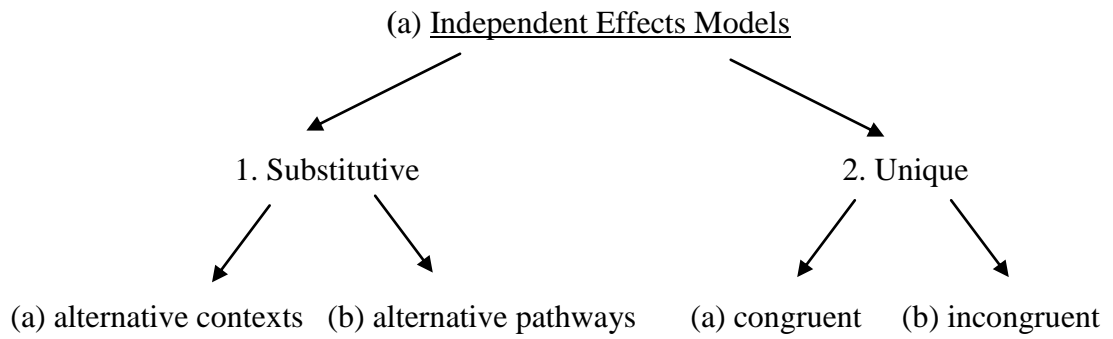 (a) Independent Effects Models
1. Substitutive 2. Unique
(a) alternative contexts (b) alternative pathways (a) congruent (b) incongruent